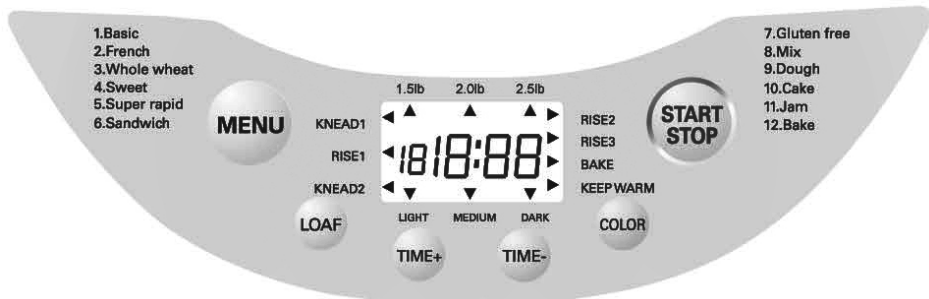 1.Basic
2.French
3.Whole wheat
4.Sweet
5.Super rapid
6.Sandwich
MENU
1.5lb 2.0lb 2.5lb
KNEAD1
RISE1
KNEAD2
18 18:88
RISE2
RISE3
BAKE
KEEP WARM
LIGHT MEDIUM DARK
LOAF
TIME+
TIME-
COLOR
START
STOP
7.Gluten free
8.Mix
9.Dough
10.Cake
11.Jam
12.Bake